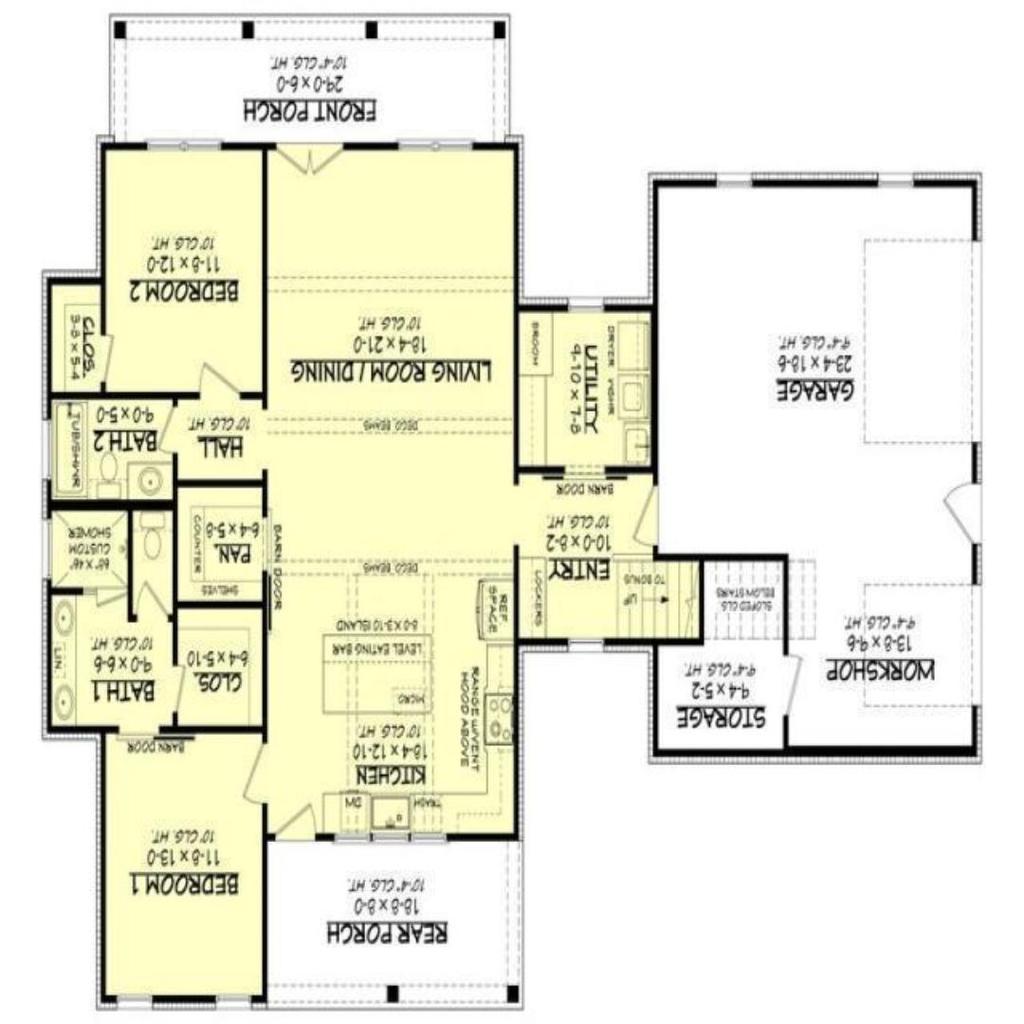 REAR PORCH
18-8 x 8-0
10'-4" CLG. HT.
BEDROOM 1
11-8 x 13-0
10' CLG. HT.
BARN DOOR
TRASH
DW
KITCHEN
18-4 x 12-10
10' CLG. HT.
RANGE W/VENT
HOOD ABOVE
MICRO
LEVEL EATING BAR
8-0 X 3-10 ISLAND
REF.
SPACE
DECO BEAMS
STORAGE
9-4 x 5-2
9'-4" CLG. HT.
SLOPED CLG.
BELOW STAIRS
WORKSHOP
13-8 x 9-6
9'-4" CLG. HT.
BATH 1
9-0 x 6-6
10' CLG. HT.
LIN
CLOS.
6-4 x 5-10
68" X 46"
CUSTOM
SHOWER
SHELVES
PAN.
6-4 x 5-8
COUNTER
BARN DOOR
TO BONUS
UP
LOCKERS
ENTRY
10-0 x 8-2
10' CLG. HT.
BARN DOOR
UTILITY
9-10 x 7-8
DRYER
WSHR
BROOM
GARAGE
23-4 x 18-6
9'-4" CLG. HT.
DECO BEAMS
LIVING ROOM / DINING
18-4 x 21-0
10' CLG. HT.
HALL
10' CLG. HT.
BATH 2
9-0 x 5-0
TUB/SHWR
CLOS.
3-8 x 5-4
BEDROOM 2
11-8 x 12-0
10' CLG. HT.
FRONT PORCH
29-0 x 6-0
10'-4" CLG. HT.